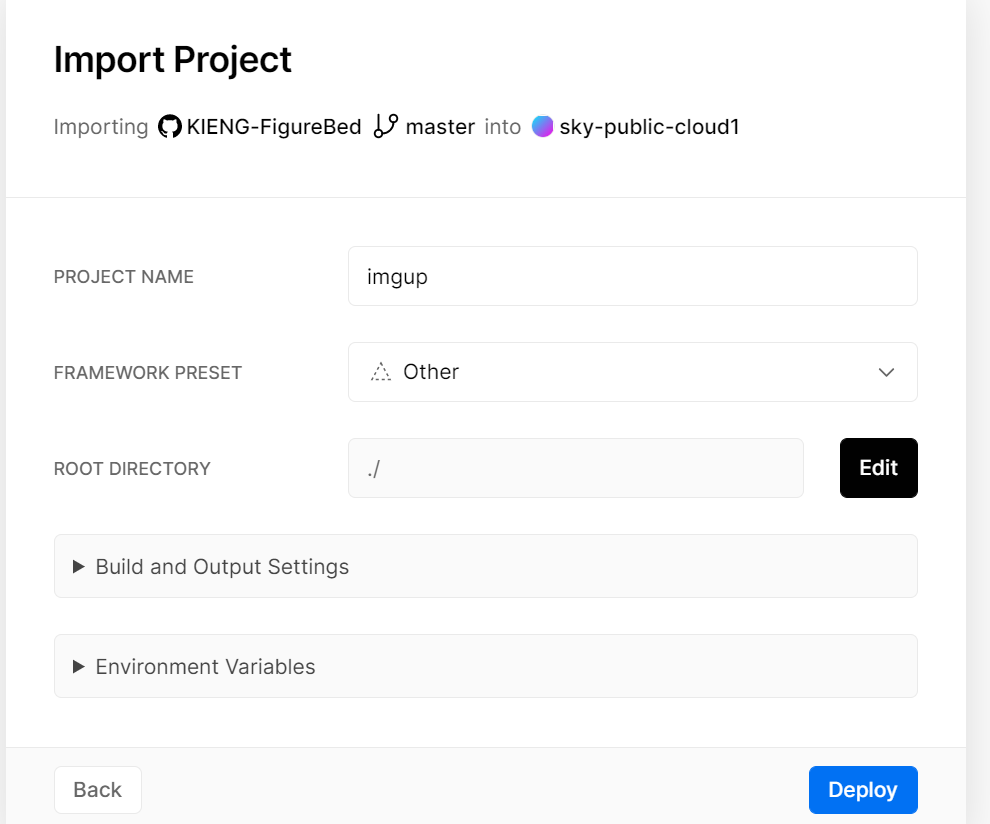 Import Project
Importing KIENG-FigureBed master into sky-public-cloud1
PROJECT NAME imgup
FRAMEWORK PRESET Other
ROOT DIRECTORY ./ Edit
Build and Output Settings
Environment Variables
Back Deploy